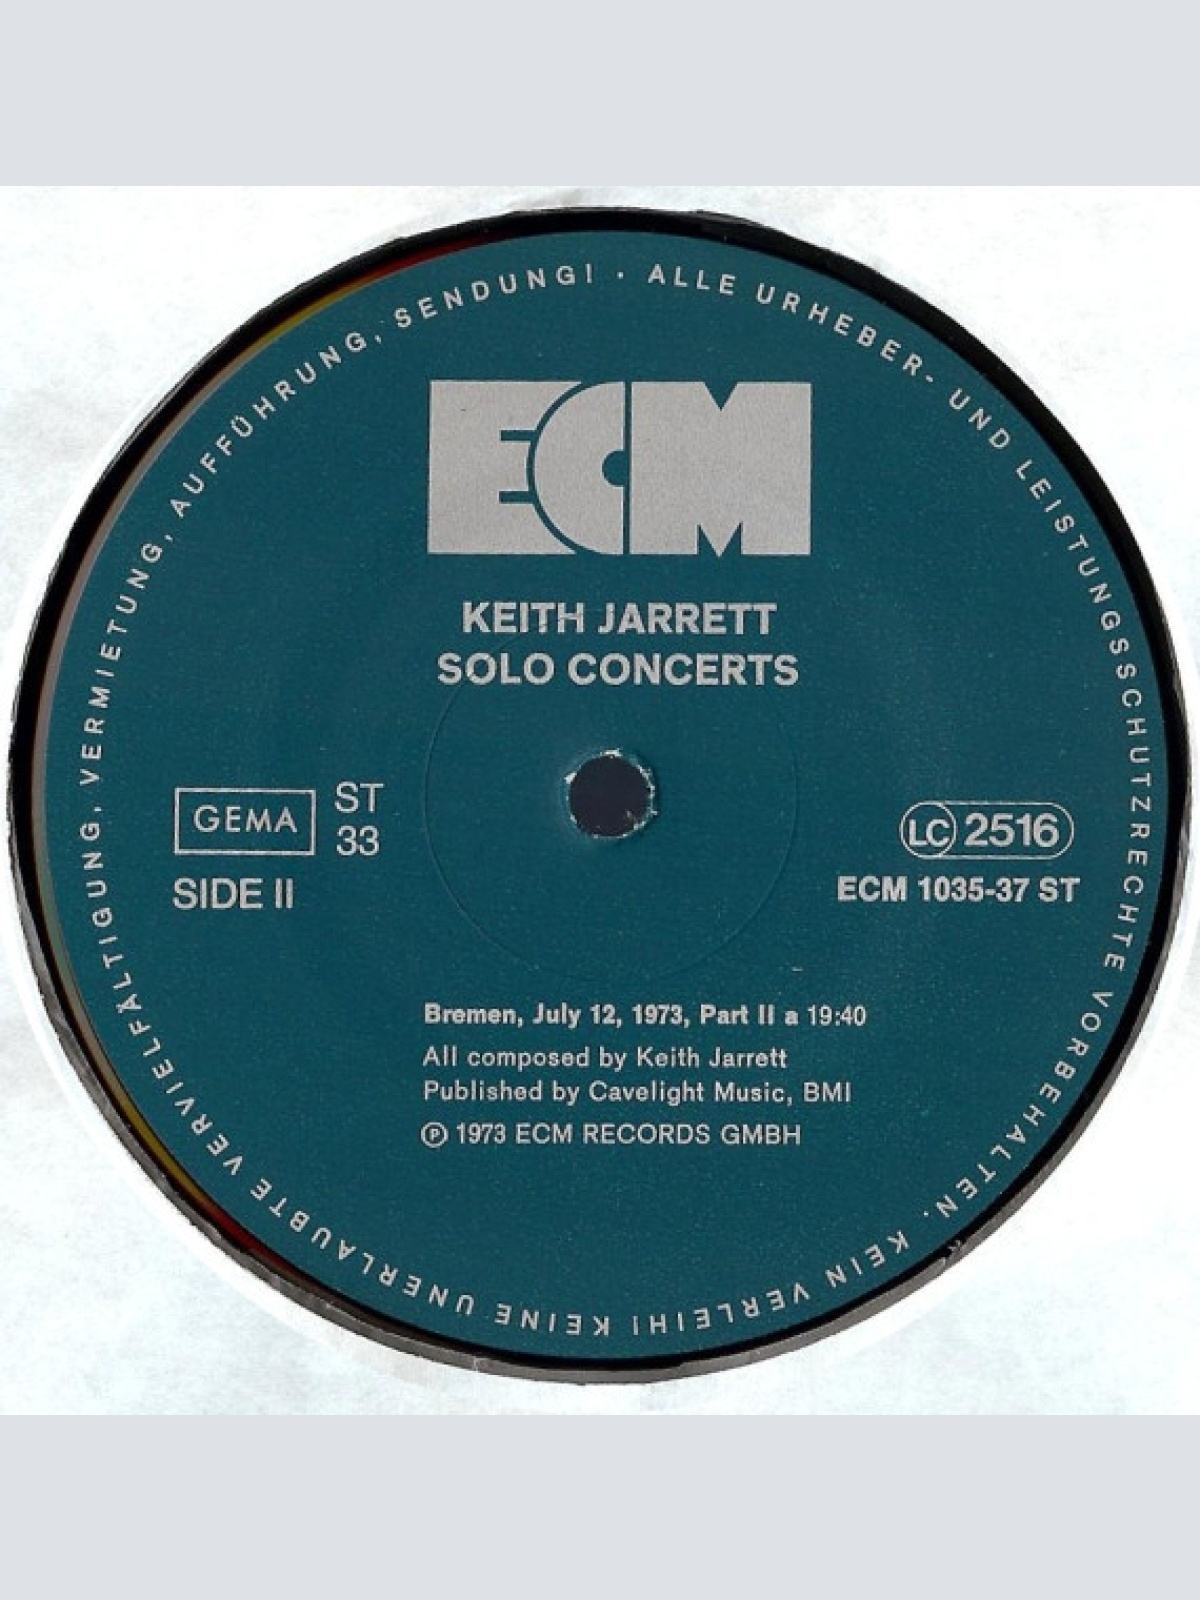 ALLE URHEBER- UND LEISTUNGSSCHUTZRECHTE VORBEHALTEN. KEIN VERLEIH! KEINE UNERLAUBTE VERVIELFÄLTIGUNG, VERMIETUNG, AUFFÜHRUNG, SENDUNG! ·
ECM
KEITH JARRETT
SOLO CONCERTS
GEMA
ST
33
SIDE II
LC 2516
ECM 1035-37 ST
Bremen, July 12, 1973, Part II a 19:40
All composed by Keith Jarrett
Published by Cavelight Music, BMI
℗ 1973 ECM RECORDS GMBH